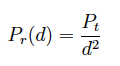 P_r(d) = \frac{P_t}{d^2}